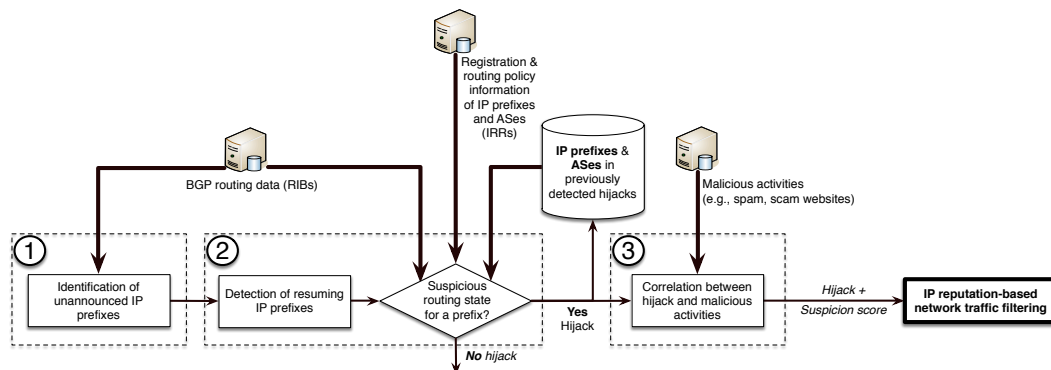 Registration &
routing policy
information
of IP prefixes
and ASes
(IRRs)
BGP routing data (RIBs)
IP prefixes &
ASes in
previously
detected hijacks
Malicious activities
(e.g., spam, scam websites)
1
Identification of
unannounced IP
prefixes
2
Detection of resuming
IP prefixes
Suspicious
routing state
for a prefix?
Yes
Hijack
No hijack
3
Correlation between
hijack and malicious
activities
Hijack +
Suspicion score
IP reputation-based
network traffic filtering